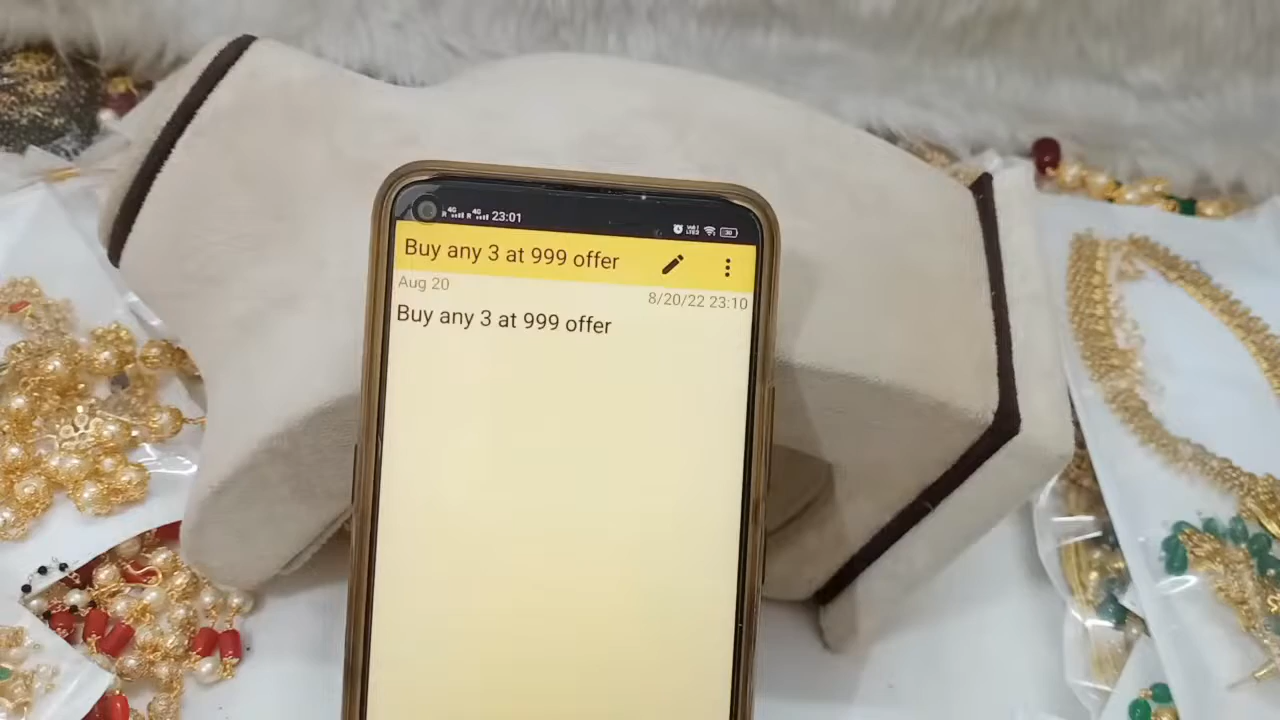 23:01
Buy any 3 at 999 offer
Aug 20
8/20/22 23:10
Buy any 3 at 999 offer